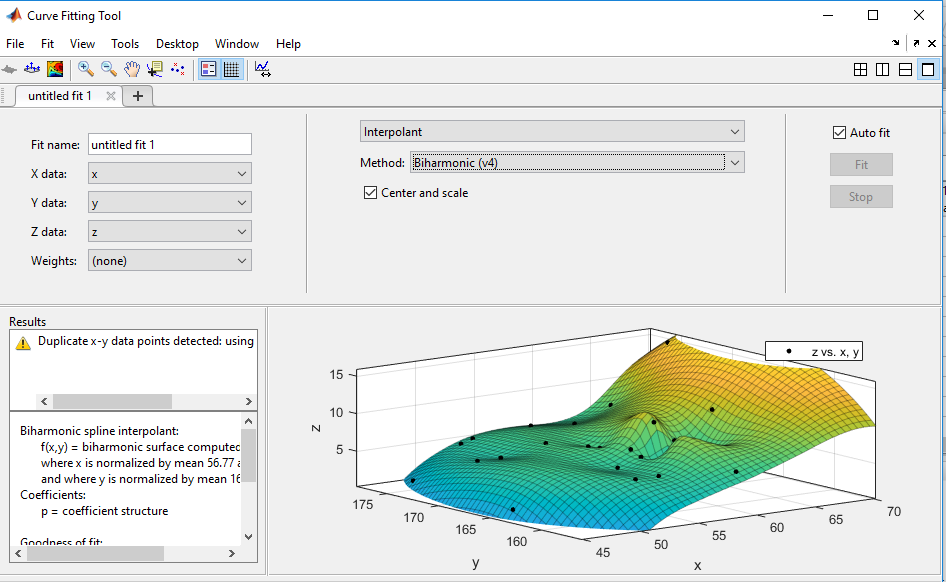 Curve Fitting Tool
File Fit View Tools Desktop Window Help
untitled fit 1
Fit name: untitled fit 1
X data: x
Y data: y
Z data: z
Weights: (none)
Interpolant
Method: Biharmonic (v4)
Center and scale
Auto fit
Fit
Stop
Results
Duplicate x-y data points detected: using
Biharmonic spline interpolant:
f(x,y) = biharmonic surface computed
where x is normalized by mean 56.77
and where y is normalized by mean 16
Coefficients:
p = coefficient structure
Goodness of fit:
z vs. x, y
15
10
5
z
175
170
165
160
y
45
50
55
60
65
70
x